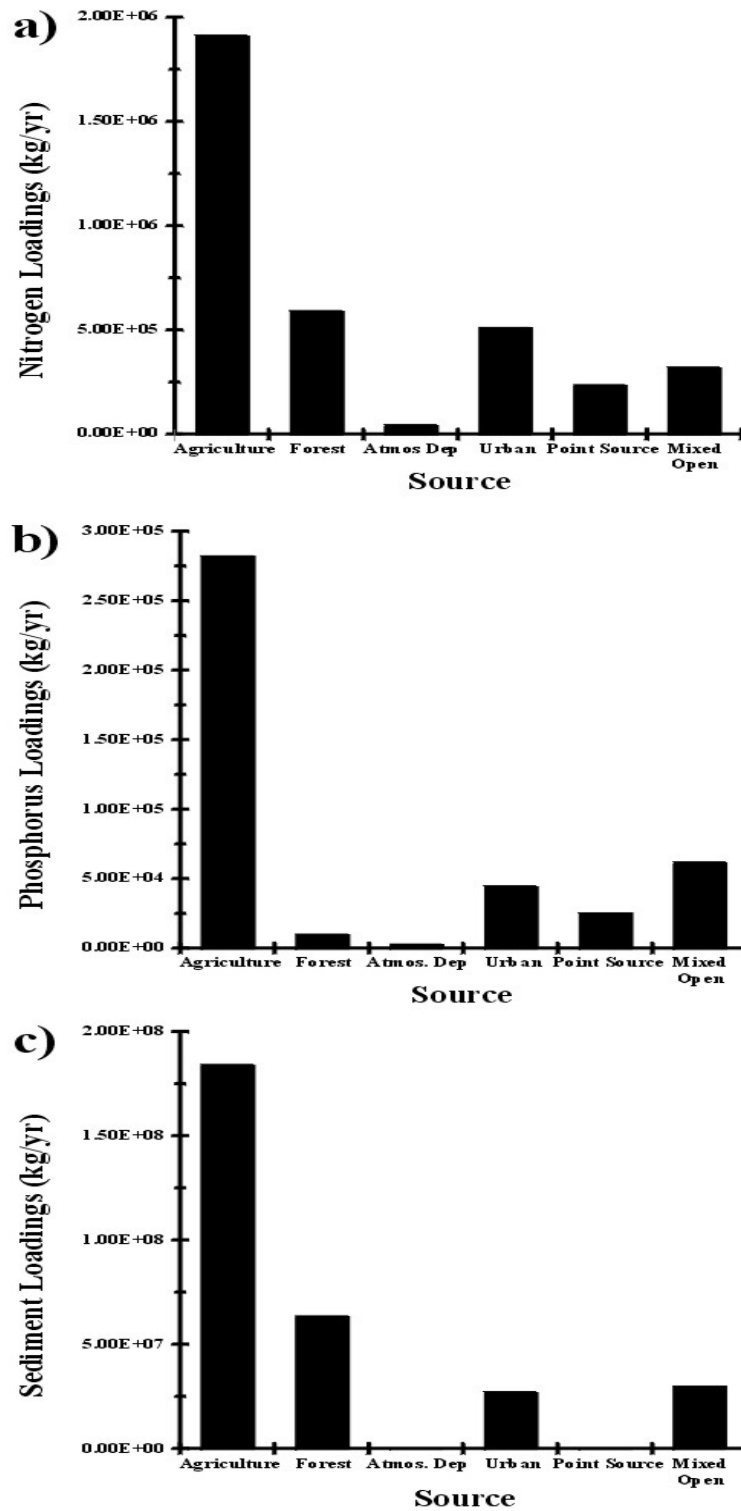 a)
Nitrogen Loadings (kg/yr)
2.00E+06
1.50E+06
1.00E+06
5.00E+05
0.00E+00
Agriculture Forest Atmos Dep Urban Point Source Mixed
Open
Source
b)
Phosphorus Loadings (kg/yr)
3.00E+05
2.50E+05
2.00E+05
1.50E+05
1.00E+05
5.00E+04
0.00E+00
Agriculture Forest Atmos. Dep Urban Point Source Mixed
Open
Source
c)
Sediment Loadings (kg/yr)
2.00E+08
1.50E+08
1.00E+08
5.00E+07
0.00E+00
Agriculture Forest Atmos. Dep Urban Point Source Mixed
Open
Source